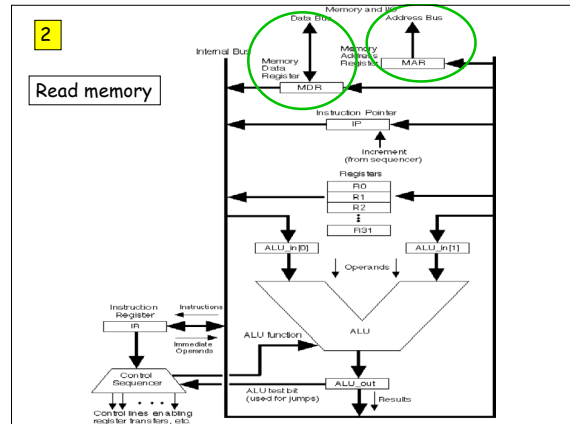 2
Read memory
Memory and I/O
Data Bus
Address Bus
Internal Bus
Memory
Data
Register
Memory
Address
Register
MAR
MDR
Instruction Pointer
IP
Increment
(from sequencer)
Registers
R0
R1
R2
R31
ALU_in[0]
ALU_in[1]
Operands
Instruction
Register
Instructions
IR
Immediate
Operands
ALU function
ALU
Control
Sequencer
ALU test bit
(used for jumps)
ALU_out
Results
Control lines enabling
register transfers, etc.